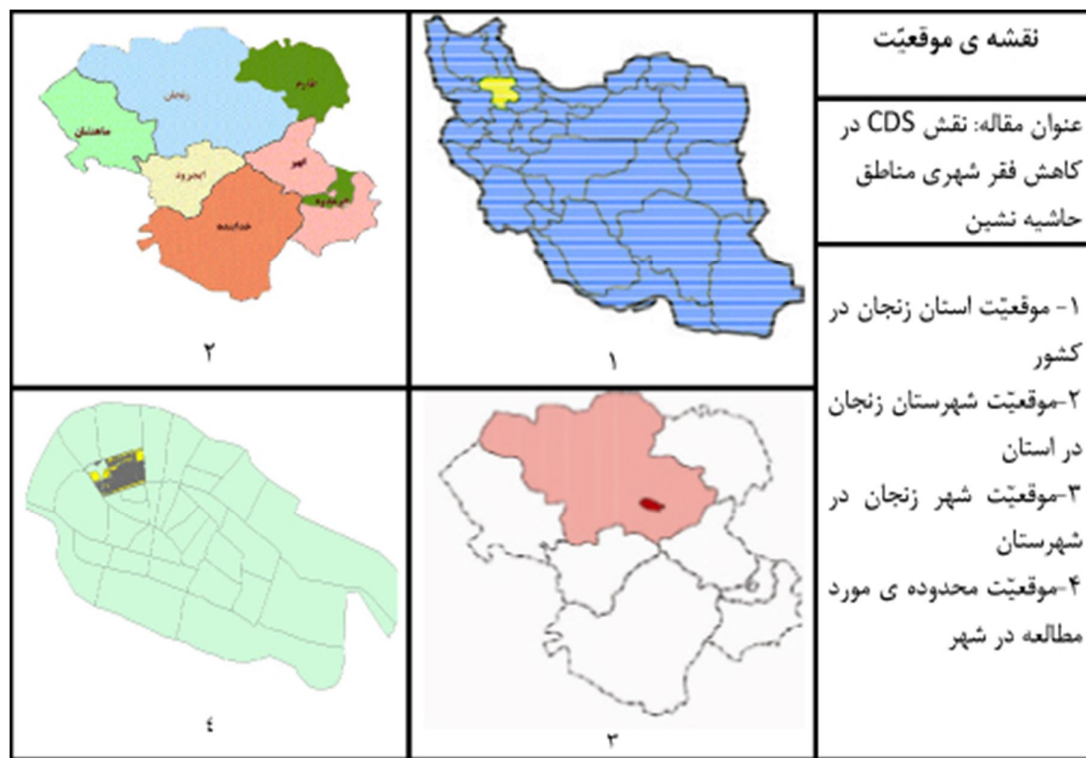 نقشه ی موقعیّت
عنوان مقاله: نقش CDS در
کاهش فقر شهری مناطق
حاشیه نشین
۱- موقعیّت استان زنجان در
کشور
۲-موقعیّت شهرستان زنجان
در استان
۳-موقعیّت شهر زنجان در
شهرستان
۴-موقعیّت محدوده ی مورد
مطالعه در شهر
۱
طارم
زنجان
ماهنشان
ابهر
ایجرود
خدابنده
۲
۳
٤